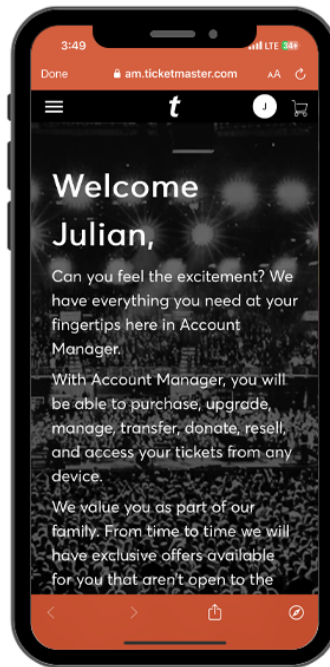 3:49 LTE 34+
Done am.ticketmaster.com AA
t J
Welcome
Julian,
Can you feel the excitement? We
have everything you need at your
fingertips here in Account
Manager.
With Account Manager, you will
be able to purchase, upgrade,
manage, transfer, donate, resell,
and access your tickets from any
device.
We value you as part of our
family. From time to time we will
have exclusive offers available
for you that aren't open to the